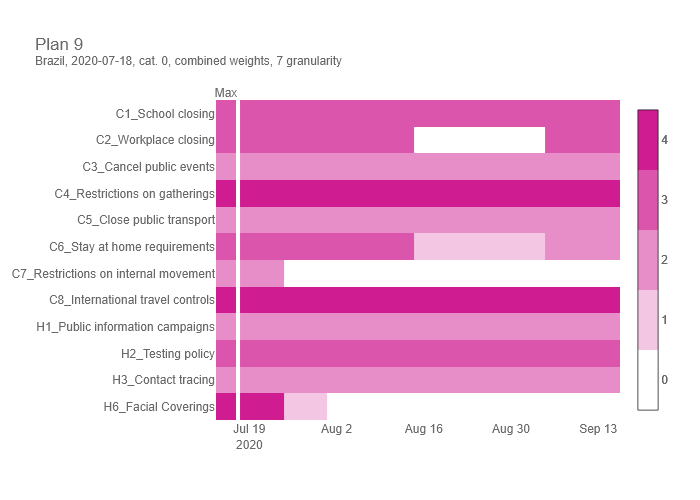 Plan 9
Brazil, 2020-07-18, cat. 0, combined weights, 7 granularity
Max
C1_School closing
C2_Workplace closing
C3_Cancel public events
C4_Restrictions on gatherings
C5_Close public transport
C6_Stay at home requirements
C7_Restrictions on internal movement
C8_International travel controls
H1_Public information campaigns
H2_Testing policy
H3_Contact tracing
H6_Facial Coverings
Jul 19 Aug 2 Aug 16 Aug 30 Sep 13
2020
4
3
2
1
0